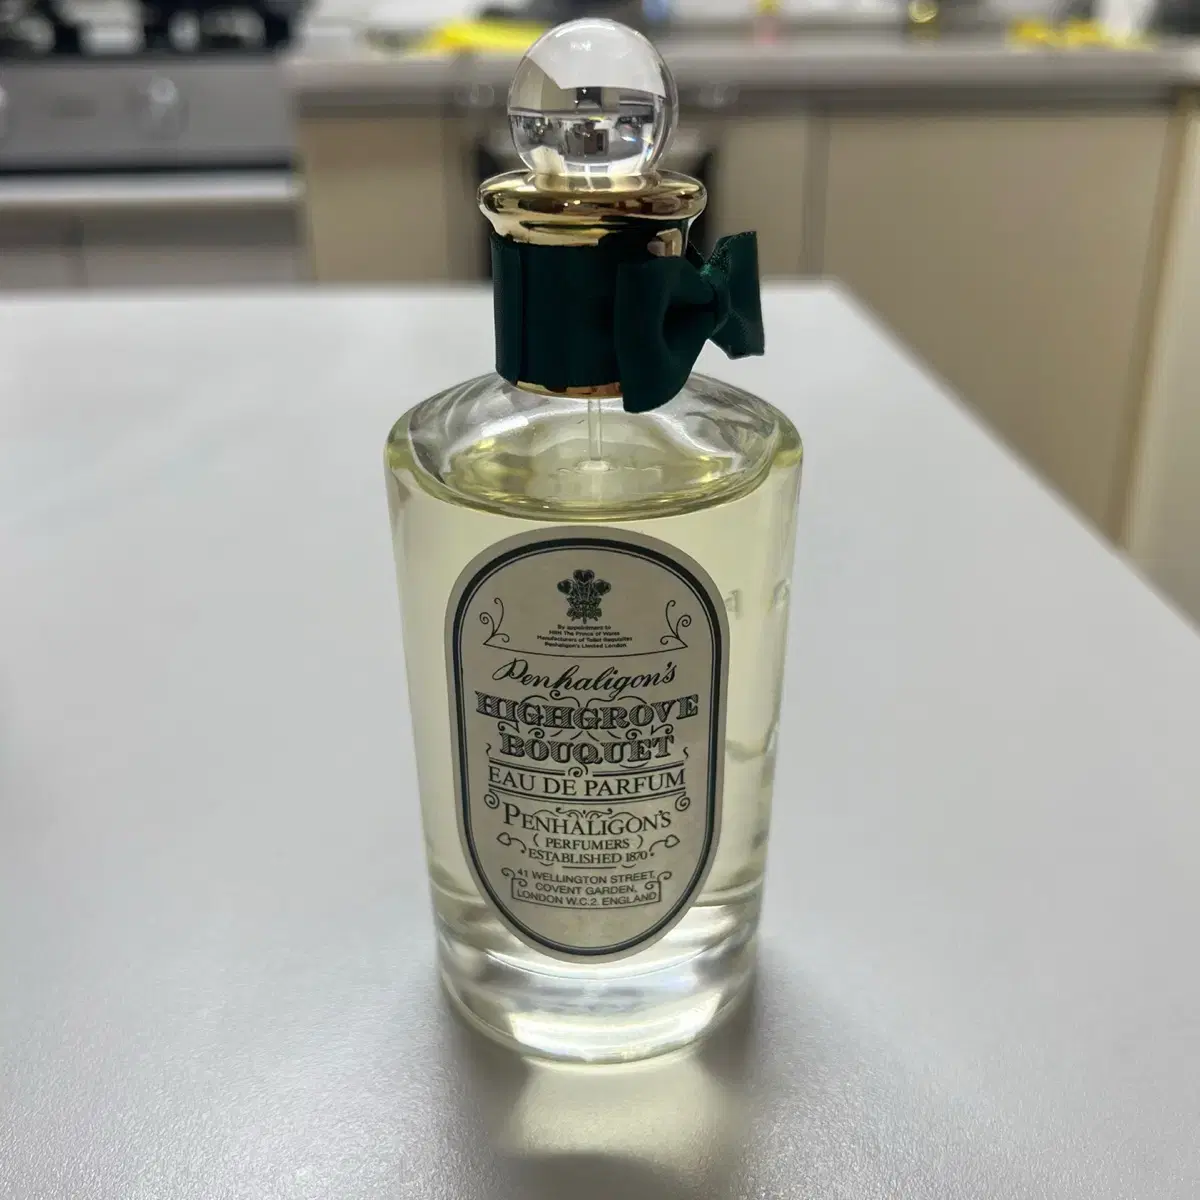 By appointment to
HRH The Prince of Wales
Manufacturers of Toilet Requisites
Penhaligon's Limited London
Penhaligon's
HIGHGROVE
BOUQUET
EAU DE PARFUM
PENHALIGON'S
(PERFUMERS)
ESTABLISHED 1870
41 WELLINGTON STREET,
COVENT GARDEN,
LONDON W.C.2. ENGLAND